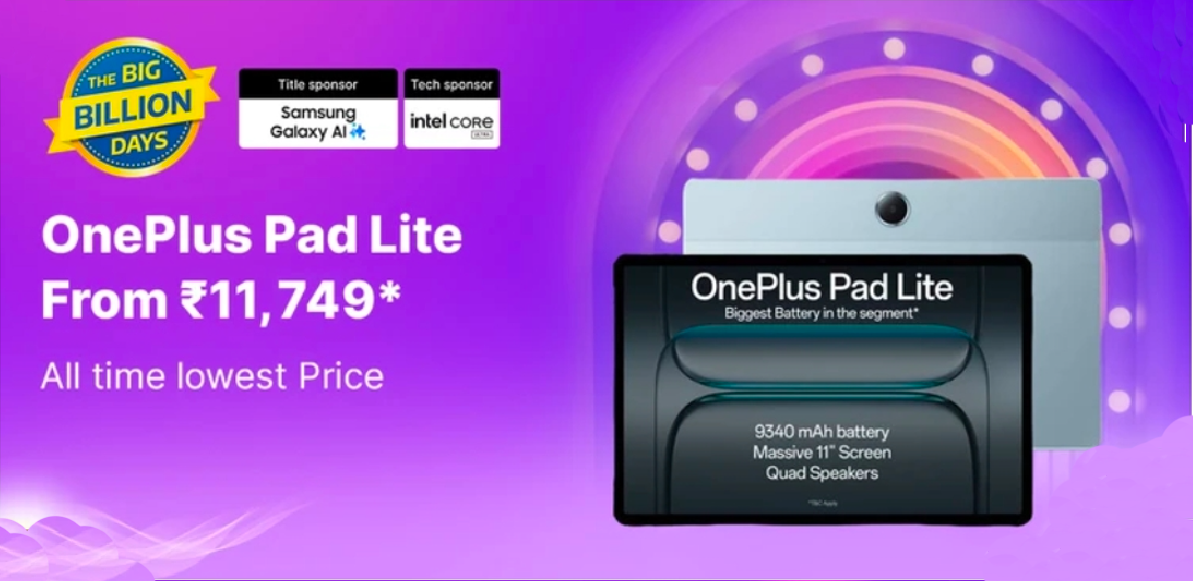 THE BIG
BILLION
DAYS
Title sponsor
Samsung
Galaxy AI
Tech sponsor
intel CORE
ULTRA
OnePlus Pad Lite
From ₹11,749*
All time lowest Price
OnePlus Pad Lite
Biggest Battery in the segment*
9340 mAh battery
Massive 11" Screen
Quad Speakers
*T&C Apply